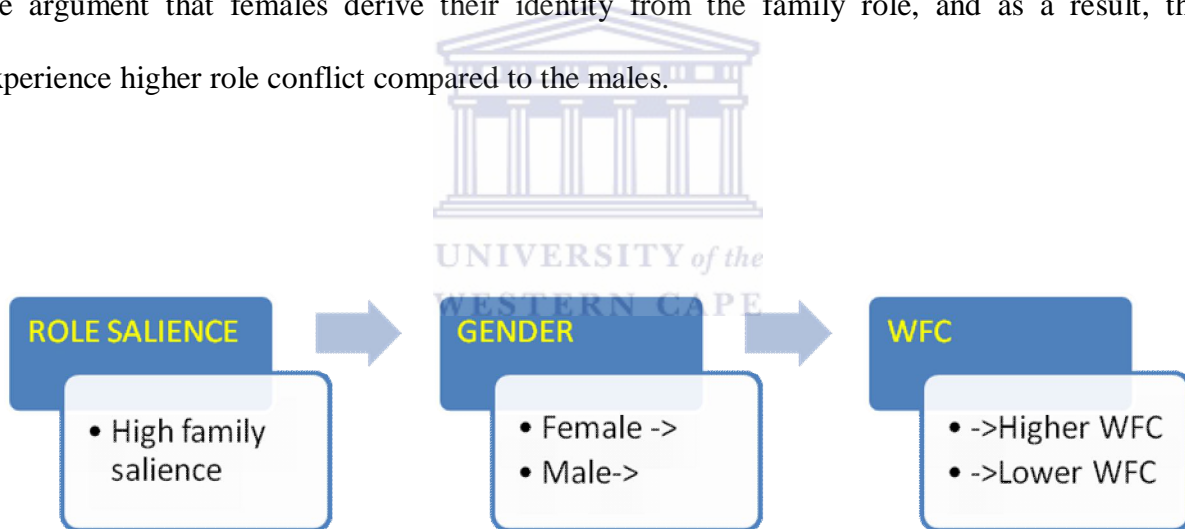 argument that females derive their identity from the family role, and as a result,
experience higher role conflict compared to the males.
UNIVERSITY of the
WESTERN CAPE
ROLE SALIENCE
• High family
salience
GENDER
• Female ->
• Male->
WFC
• ->Higher WFC
• ->Lower WFC